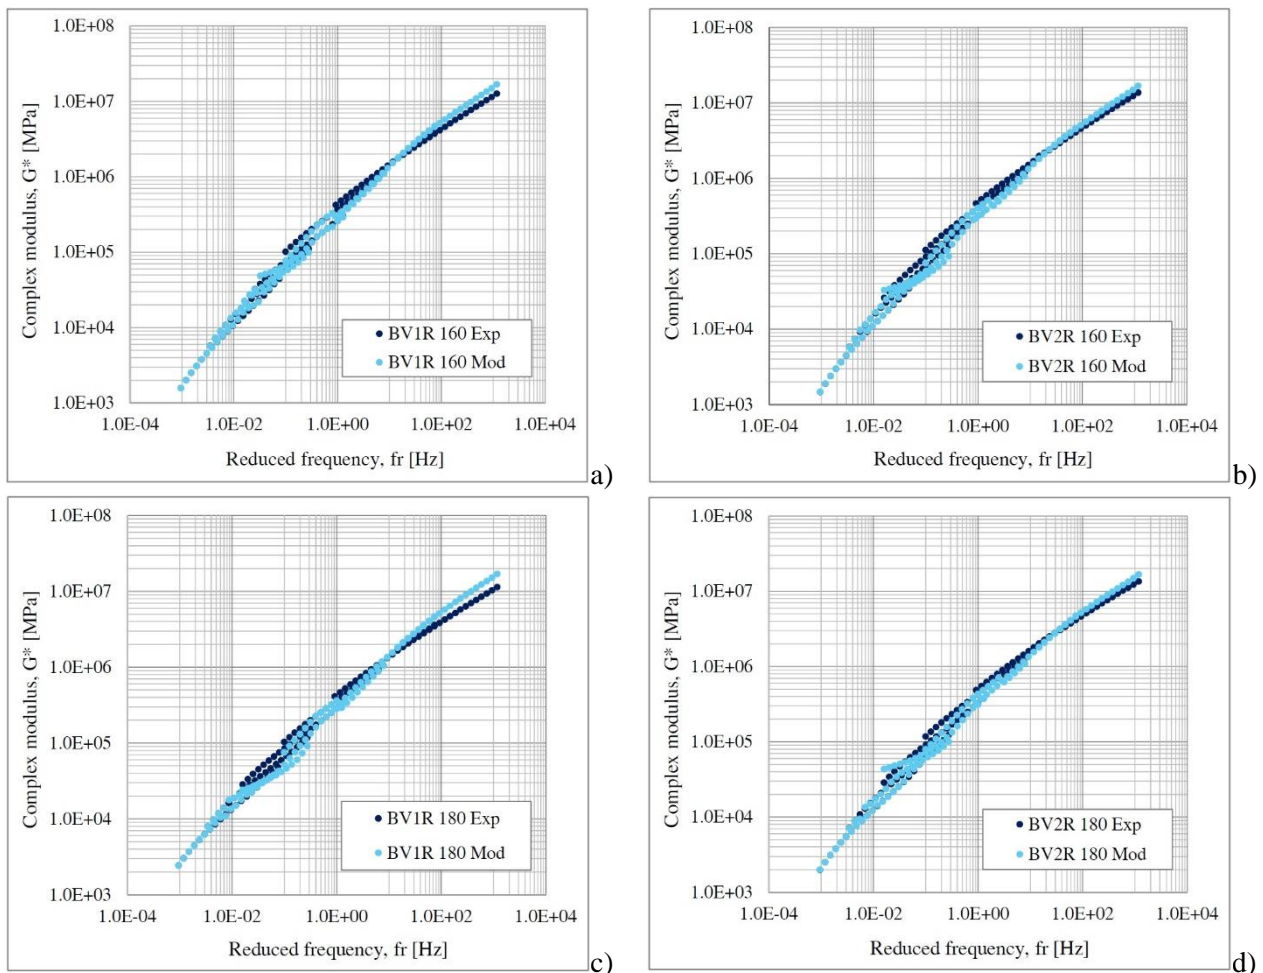 1.0E+08
1.0E+07
1.0E+06
1.0E+05
1.0E+04
1.0E+03
Complex modulus, G* [MPa]
BV1R 160 Exp
BV1R 160 Mod
1.0E-04 1.0E-02 1.0E+00 1.0E+02 1.0E+04
Reduced frequency, fr [Hz]
a)
1.0E+08
1.0E+07
1.0E+06
1.0E+05
1.0E+04
1.0E+03
Complex modulus, G* [MPa]
BV2R 160 Exp
BV2R 160 Mod
1.0E-04 1.0E-02 1.0E+00 1.0E+02 1.0E+04
Reduced frequency, fr [Hz]
b)
1.0E+08
1.0E+07
1.0E+06
1.0E+05
1.0E+04
1.0E+03
Complex modulus, G* [MPa]
BV1R 180 Exp
BV1R 180 Mod
1.0E-04 1.0E-02 1.0E+00 1.0E+02 1.0E+04
Reduced frequency, fr [Hz]
c)
1.0E+08
1.0E+07
1.0E+06
1.0E+05
1.0E+04
1.0E+03
Complex modulus, G* [MPa]
BV2R 180 Exp
BV2R 180 Mod
1.0E-04 1.0E-02 1.0E+00 1.0E+02 1.0E+04
Reduced frequency, fr [Hz]
d)